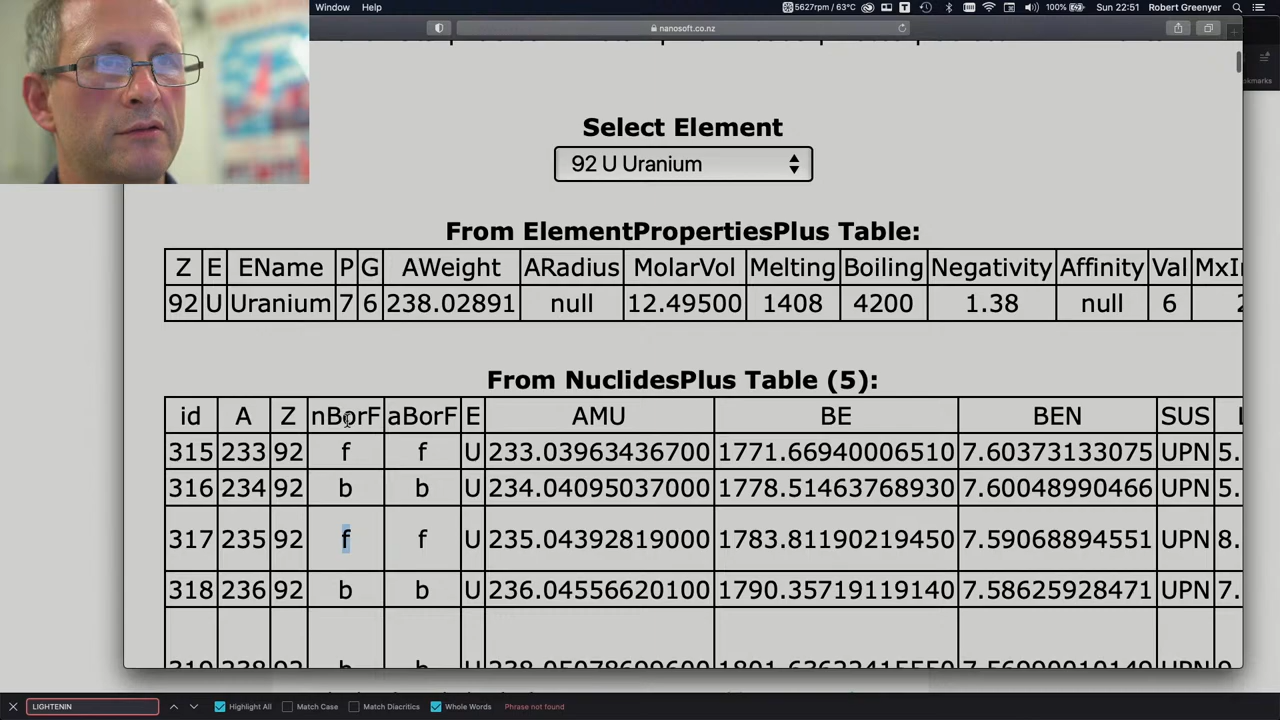 Window Help 5627rpm / 63°C 100% Sun 22:51 Robert Greenyer
nanosoft.co.nz
Select Element
92 U Uranium
From ElementPropertiesPlus Table:
Z E EName P G AWeight ARadius MolarVol Melting Boiling Negativity Affinity Val
92 U Uranium 7 6 238.02891 null 12.49500 1408 4200 1.38 null 6
From NuclidesPlus Table (5):
id A Z nBorF aBorF E AMU BE BEN SUS
315 233 92 f f U 233.03963436700 1771.66940006510 7.60373133075 UPN 5.
316 234 92 b b U 234.04095037000 1778.51463768930 7.60048990466 UPN 5.
317 235 92 f f U 235.04392819000 1783.81190219450 7.59068894551 UPN 8.
318 236 92 b b U 236.04556620100 1790.35719119140 7.58625928471 UPN 7.
LIGHTENIN Highlight All Match Case Match Diacritics Whole Words Phrase not found